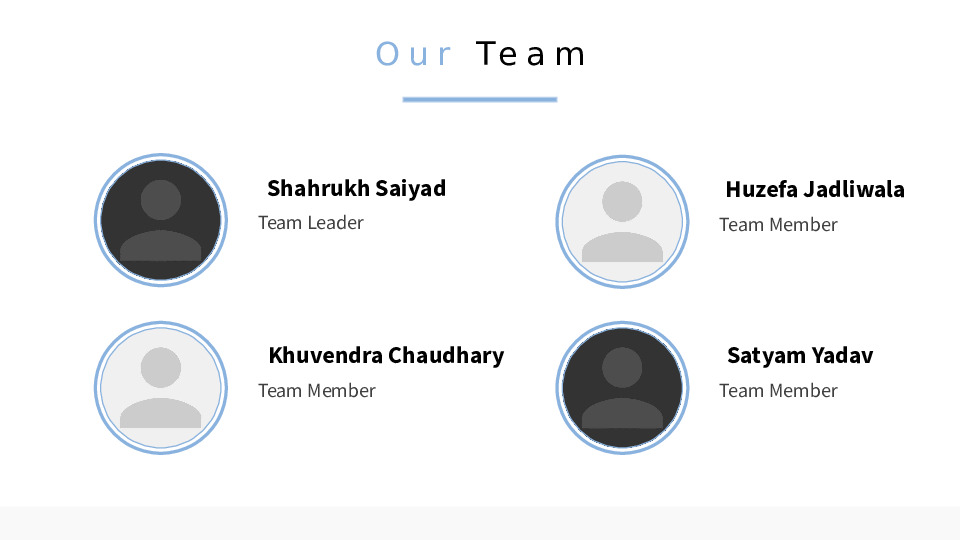 Our Team
Shahrukh Saiyad
Team Leader
Huzefa Jadliwala
Team Member
Khuvendra Chaudhary
Team Member
Satyam Yadav
Team Member